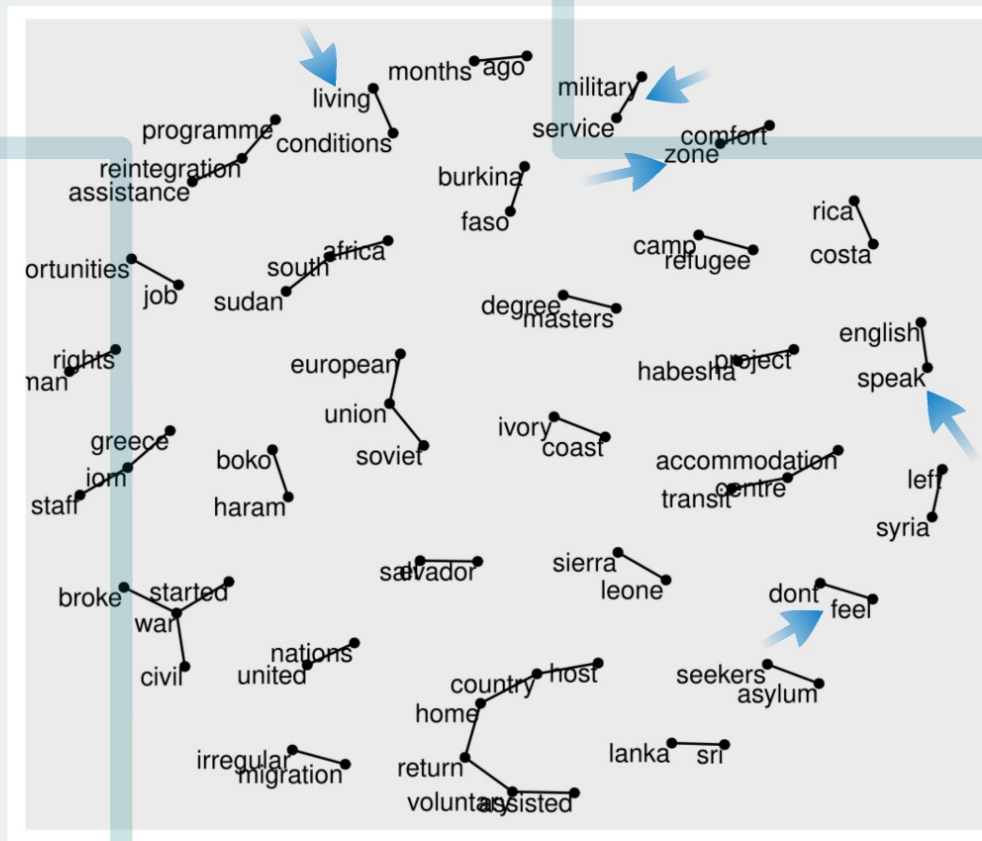 months ago
living
military
programme
service
comfort
conditions
zone
reintegration
burkina
assistance
rica
faso
africa
camp
costa
south
refugee
ortunities
job
sudan
degree
masters
english
rights
european
project
habesha
speak
man
union
ivory
greece
coast
soviet
boko
accommodation
iom
left
centre
transit
staff
haram
syria
sierra
salvador
started
leone
dont
broke
feel
war
nations
civil
united
country
host
seekers
asylum
home
irregular
lanka
sri
return
migration
voluntary
assisted